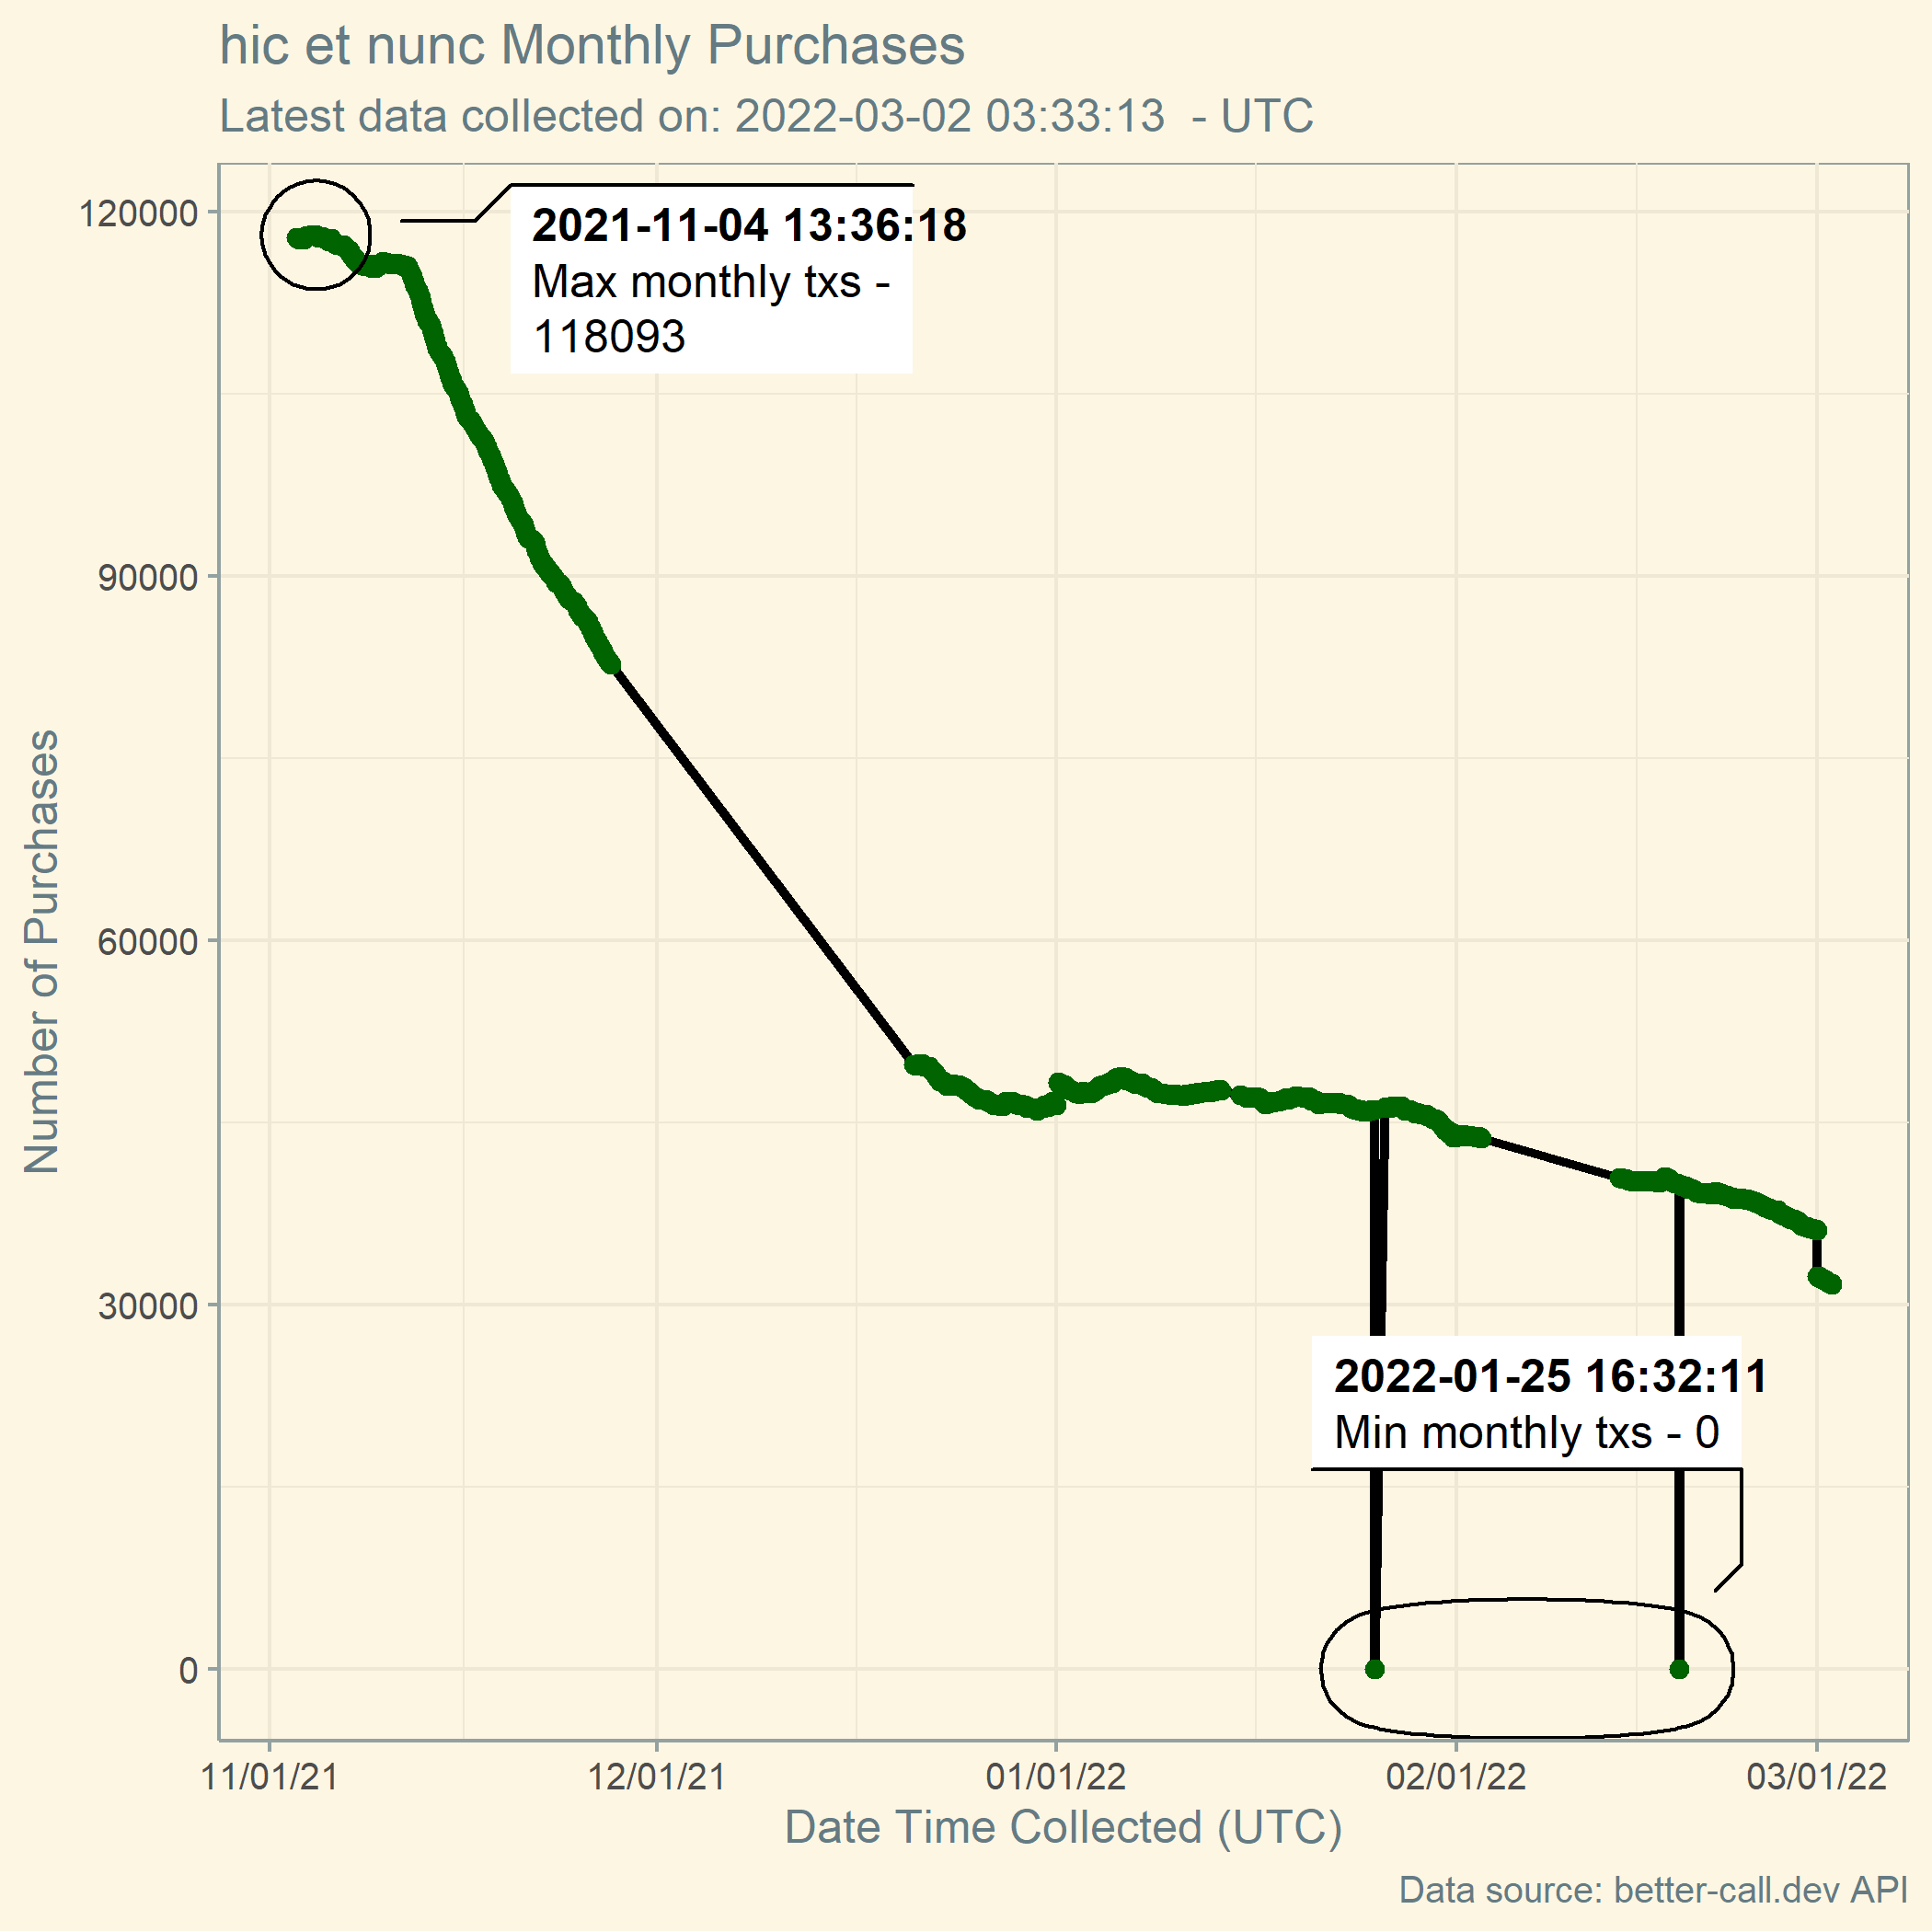 hic et nunc Monthly Purchases
Latest data collected on: 2022-03-02 03:33:13  - UTC
120000
90000
60000
30000
0
Number of Purchases
2021-11-04 13:36:18
Max monthly txs -
118093
2022-01-25 16:32:11
Min monthly txs - 0
11/01/21
12/01/21
01/01/22
02/01/22
03/01/22
Date Time Collected (UTC)
Data source: better-call.dev API